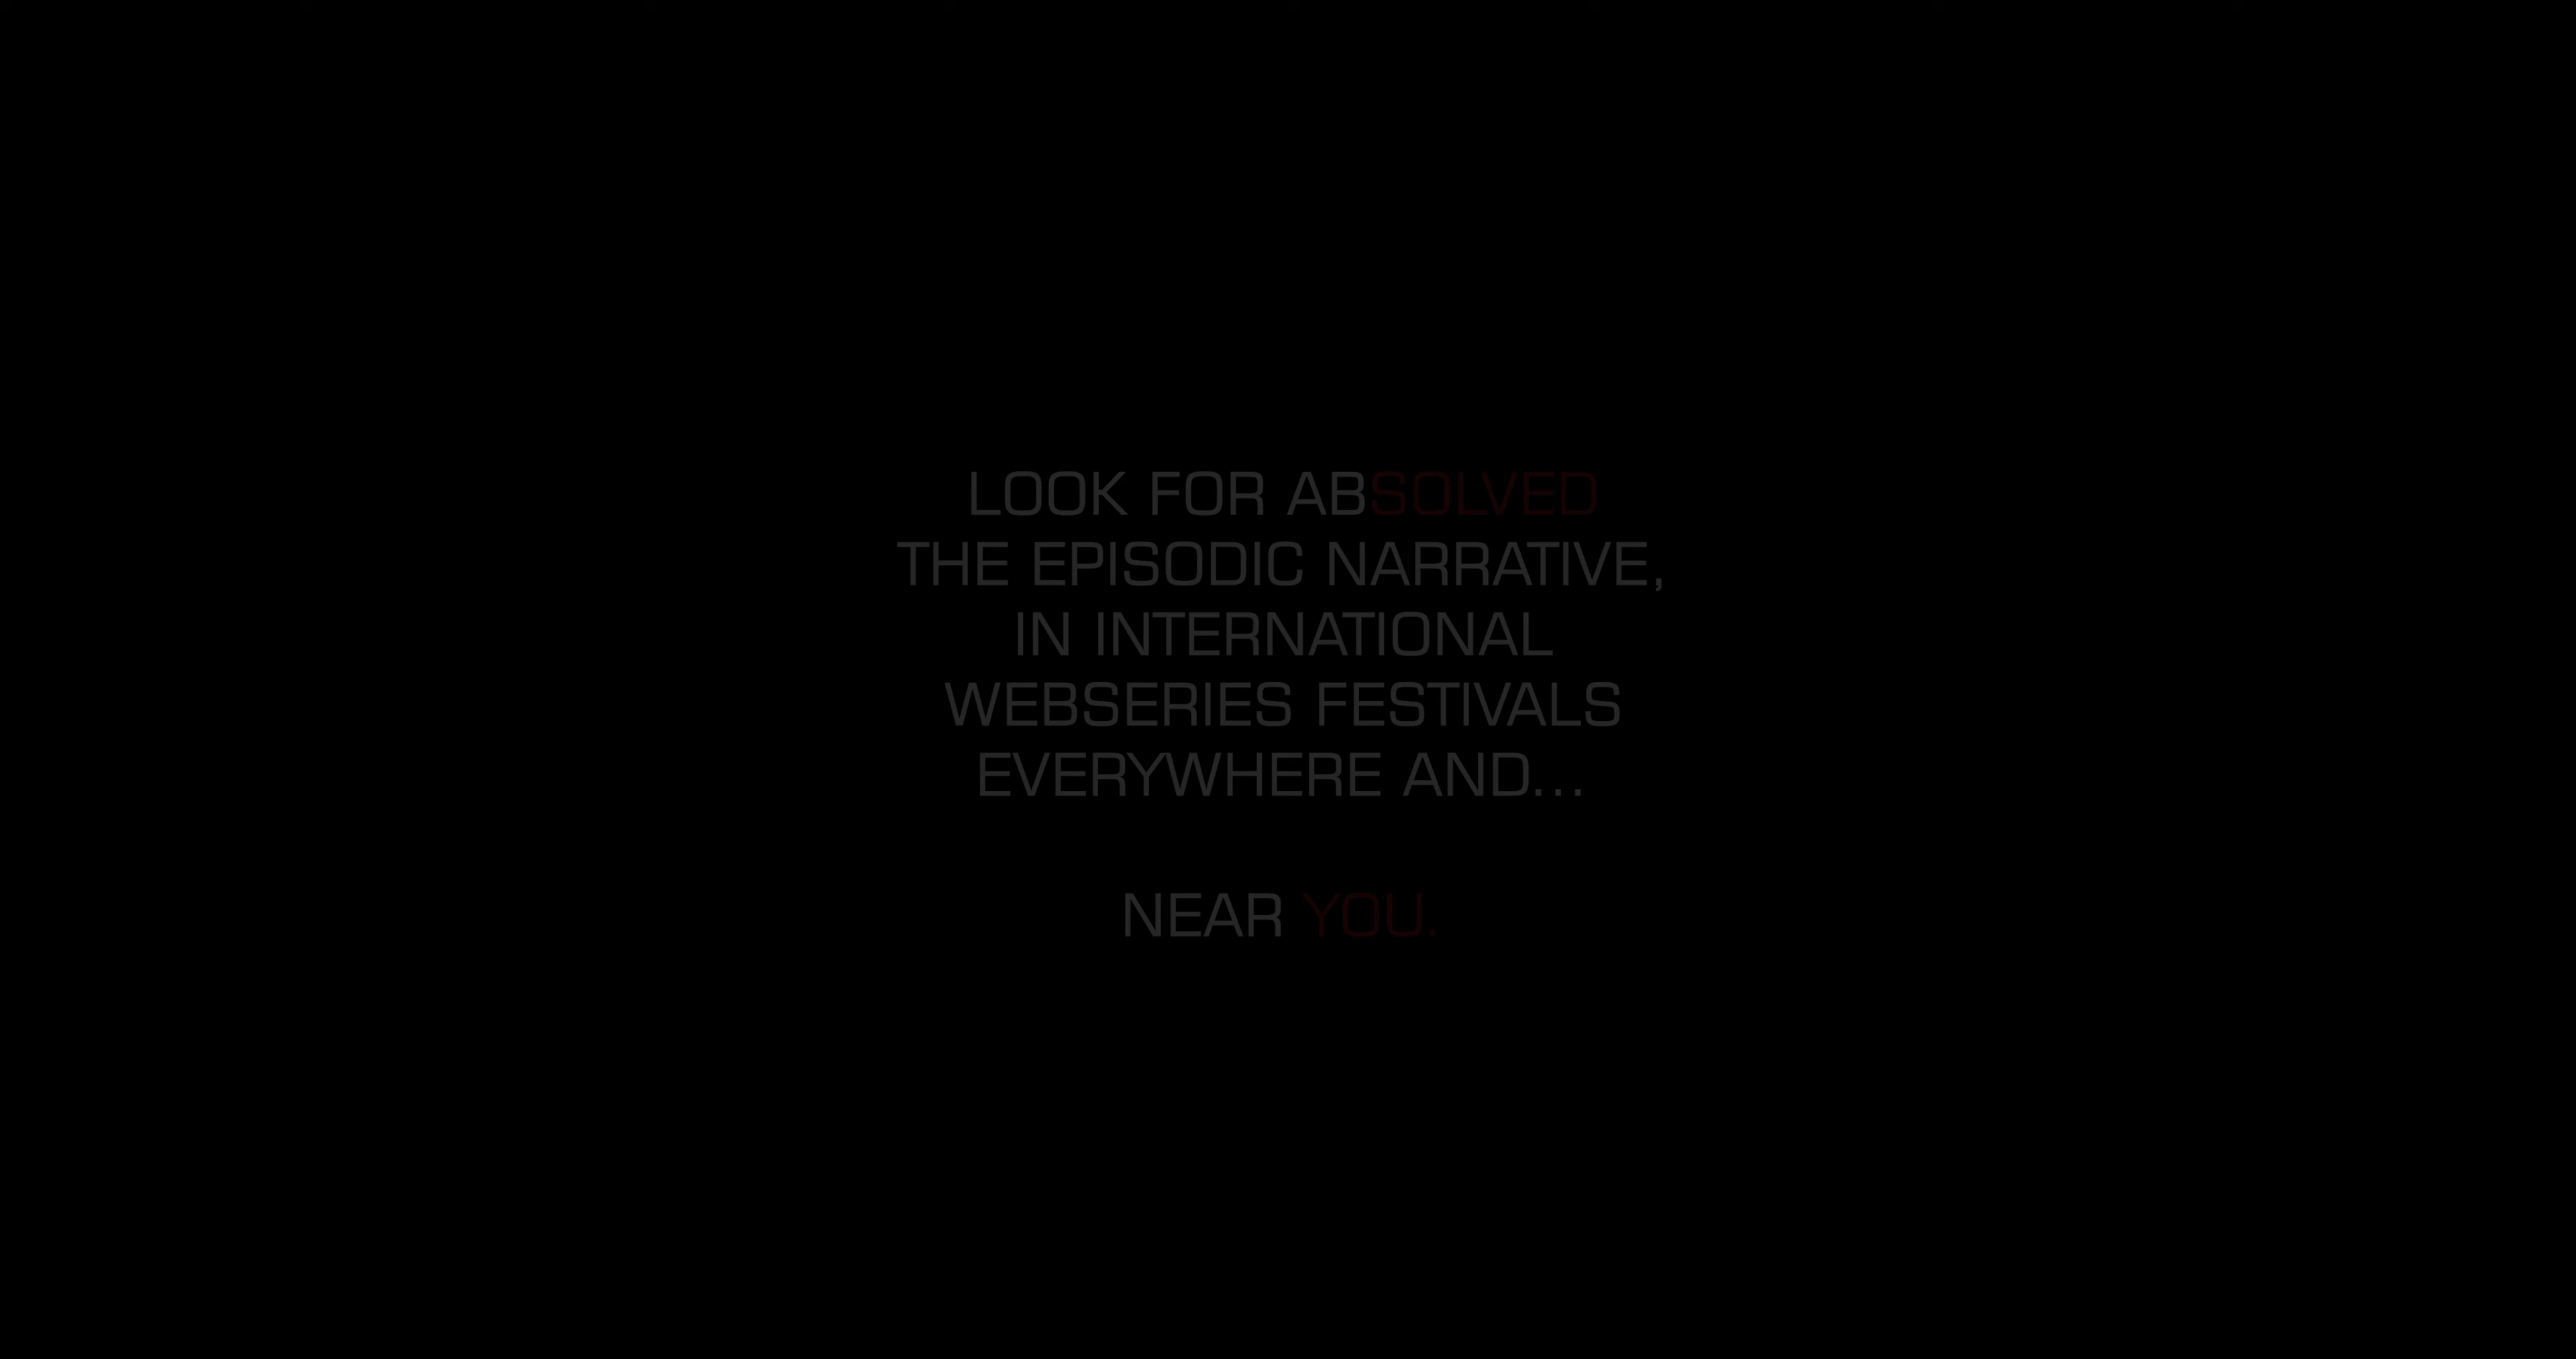 LOOK FOR ABSOLVED
THE EPISODIC NARRATIVE,
IN INTERNATIONAL
WEBSERIES FESTIVALS
EVERYWHERE AND...
NEAR YOU.